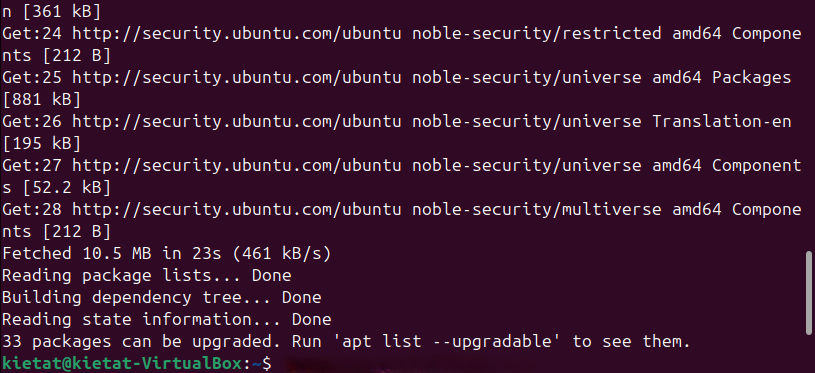 n [361 kB]
Get:24 http://security.ubuntu.com/ubuntu noble-security/restricted amd64 Compone
nts [212 B]
Get:25 http://security.ubuntu.com/ubuntu noble-security/universe amd64 Packages
[881 kB]
Get:26 http://security.ubuntu.com/ubuntu noble-security/universe Translation-en
[195 kB]
Get:27 http://security.ubuntu.com/ubuntu noble-security/universe amd64 Component
s [52.2 kB]
Get:28 http://security.ubuntu.com/ubuntu noble-security/multiverse amd64 Compone
nts [212 B]
Fetched 10.5 MB in 23s (461 kB/s)
Reading package lists... Done
Building dependency tree... Done
Reading state information... Done
33 packages can be upgraded. Run 'apt list --upgradable' to see them.
kietat@kietat-VirtualBox:~$